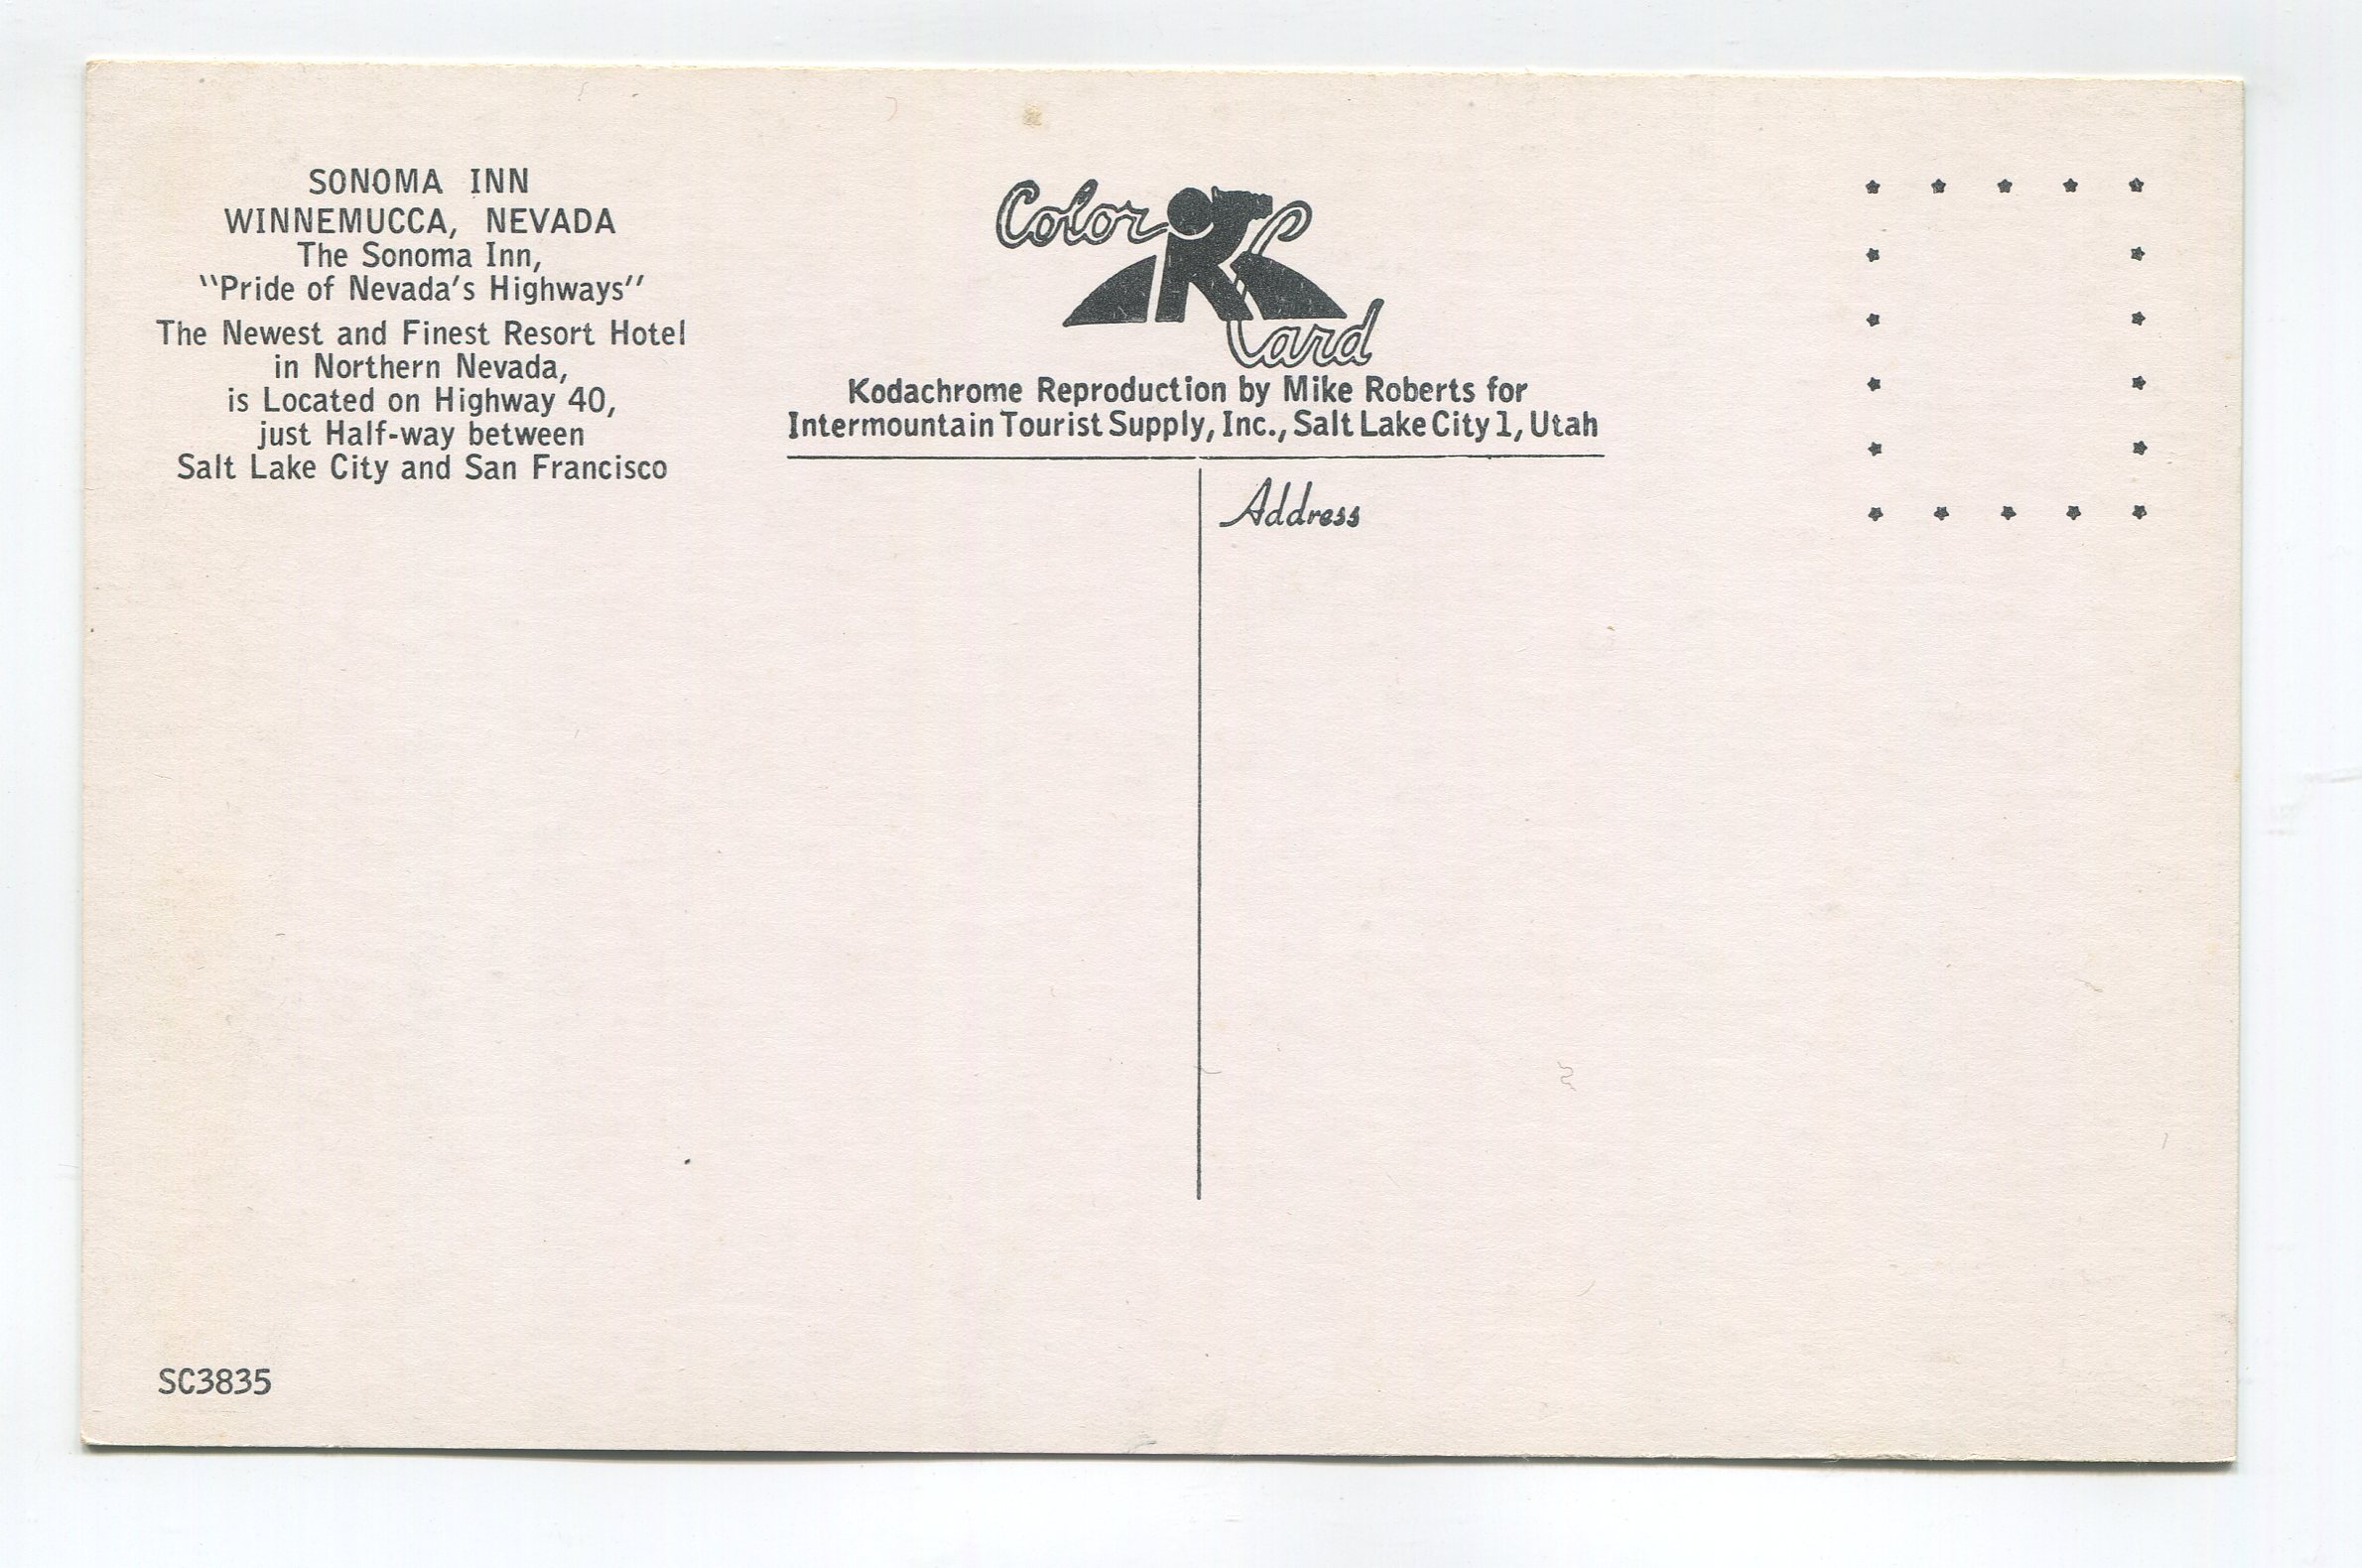 SONOMA INN
WINNEMUCCA, NEVADA
The Sonoma Inn,
"Pride of Nevada's Highways"
The Newest and Finest Resort Hotel
in Northern Nevada,
is Located on Highway 40,
just Half-way between
Salt Lake City and San Francisco
Color
Card
Kodachrome Reproduction by Mike Roberts for
Intermountain Tourist Supply, Inc., Salt Lake City 1, Utah
Address
SC3835